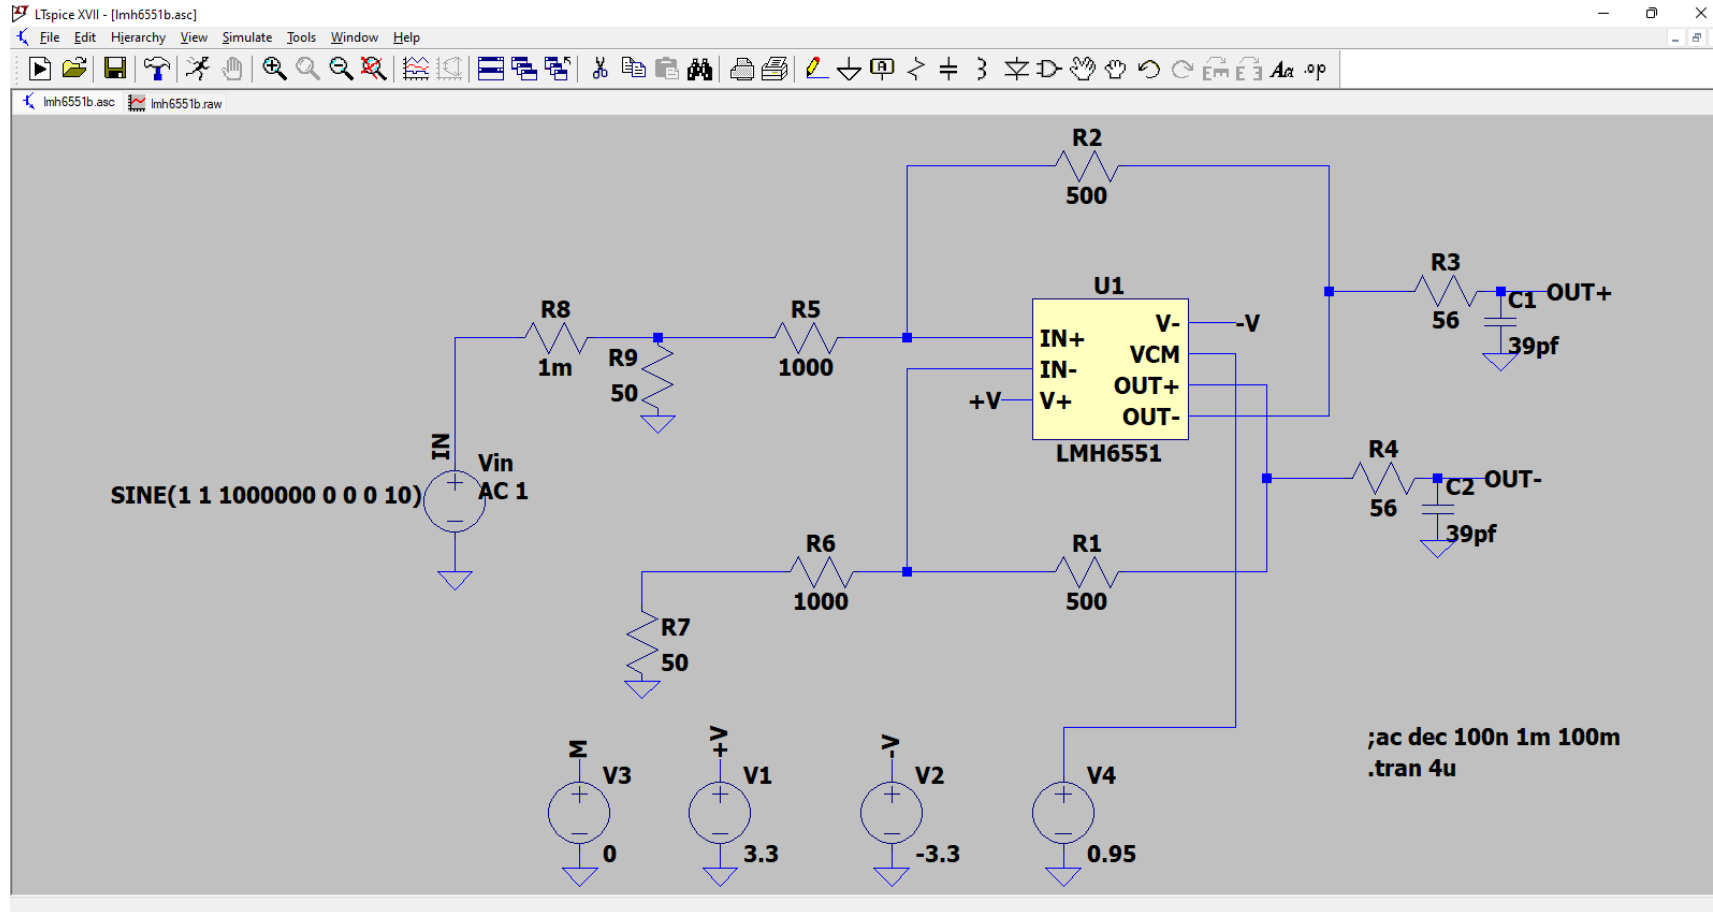 LTspice XVII - [lmh6551b.asc]
File Edit Hierarchy View Simulate Tools Window Help
.op
lmh6551b.asc lmh6551b.raw
R2
500
R3
56
C1
OUT+
39pf
U1
IN+
IN-
V+
V-
VCM
OUT+
OUT-
LMH6551
-V
+V
R8
1m
R9
50
R5
1000
IN
Vin
AC 1
SINE(1 1 1000000 0 0 0 10)
R4
56
C2
OUT-
39pf
R6
1000
R1
500
R7
50
M
V3
0
+V
V1
3.3
-V
V2
-3.3
V4
0.95
;ac dec 100n 1m 100m
.tran 4u